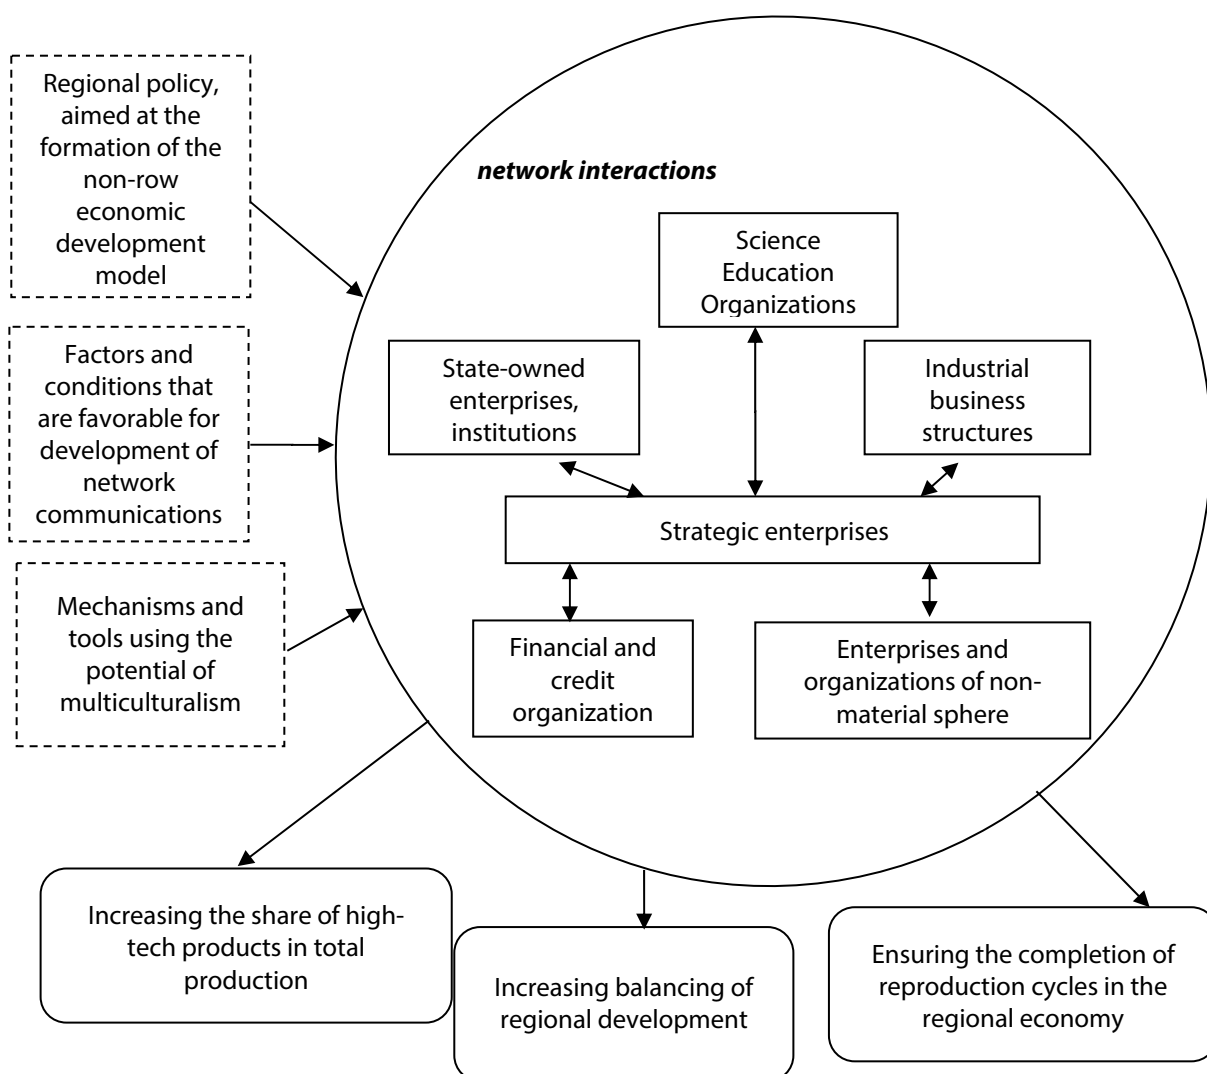 Regional policy,
aimed at the
formation of the
non-row
economic
development
model
network interactions
Science
Education
Organizations
Factors and
conditions that
are favorable for
development of
network
communications
State-owned
enterprises,
institutions
Industrial
business
structures
Strategic enterprises
Mechanisms and
tools using the
potential of
multiculturalism
Financial and
credit
organization
Enterprises and
organizations of non-
material sphere
Increasing the share of high-
tech products in total
production
Increasing balancing of
regional development
Ensuring the completion of
reproduction cycles in the
regional economy